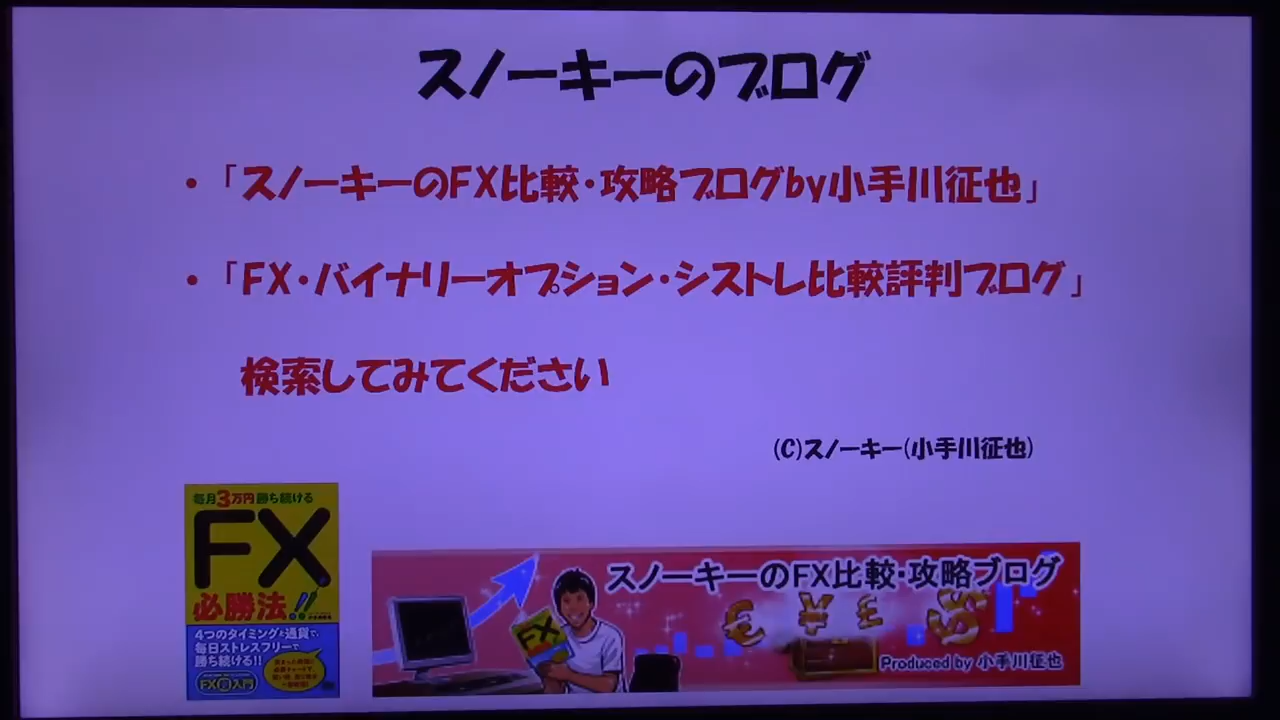 スノーキーのブログ
・「スノーキーのFX比較・攻略ブログby小手川征也」
・「FX・バイナリーオプション・シストレ比較評判ブログ」
検索してみてください
(C)スノーキー(小手川征也)
毎月3万円勝ち続ける
FX
必勝法!!
4つのタイミングと通貨で、
毎日ストレスフリーで
勝ち続ける!!
FX超入門
スノーキーのFX比較・攻略ブログ
FX
Produced by 小手川征也